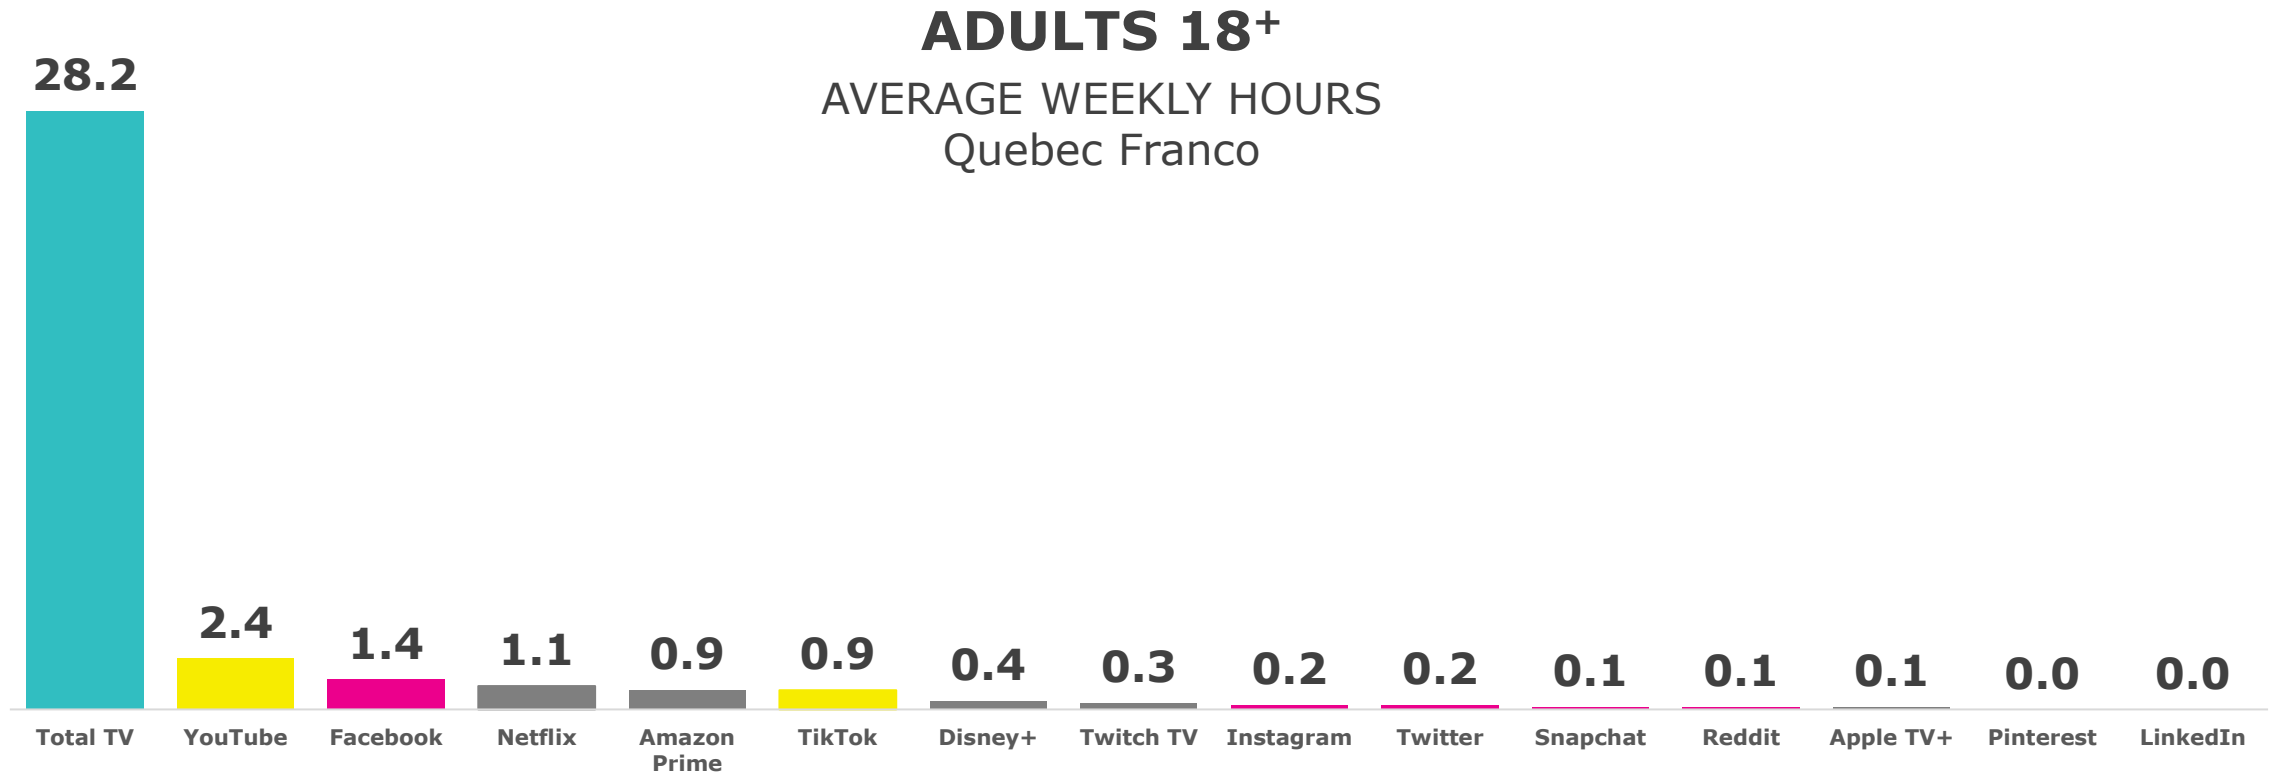 ADULTS 18+
AVERAGE WEEKLY HOURS
Quebec Franco
28.2
2.4
1.4
1.1
0.9
0.9
0.4
0.3
0.2
0.2
0.1
0.1
0.1
0.0
0.0
Total TV
YouTube
Facebook
Netflix
Amazon
Prime
TikTok
Disney+
Twitch TV
Instagram
Twitter
Snapchat
Reddit
Apple TV+
Pinterest
LinkedIn